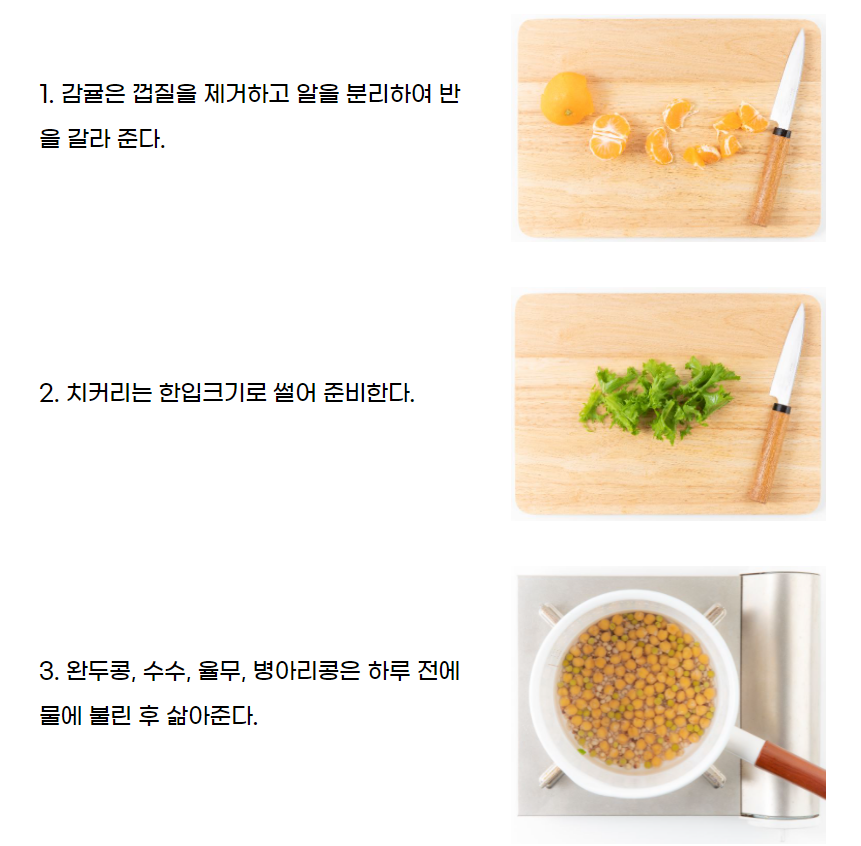 1. 감귤은 껍질을 제거하고 알을 분리하여 반
을 갈라 준다.
2. 치커리는 한입크기로 썰어 준비한다.
3. 완두콩, 수수, 율무, 병아리콩은 하루 전에
물에 불린 후 삶아준다.